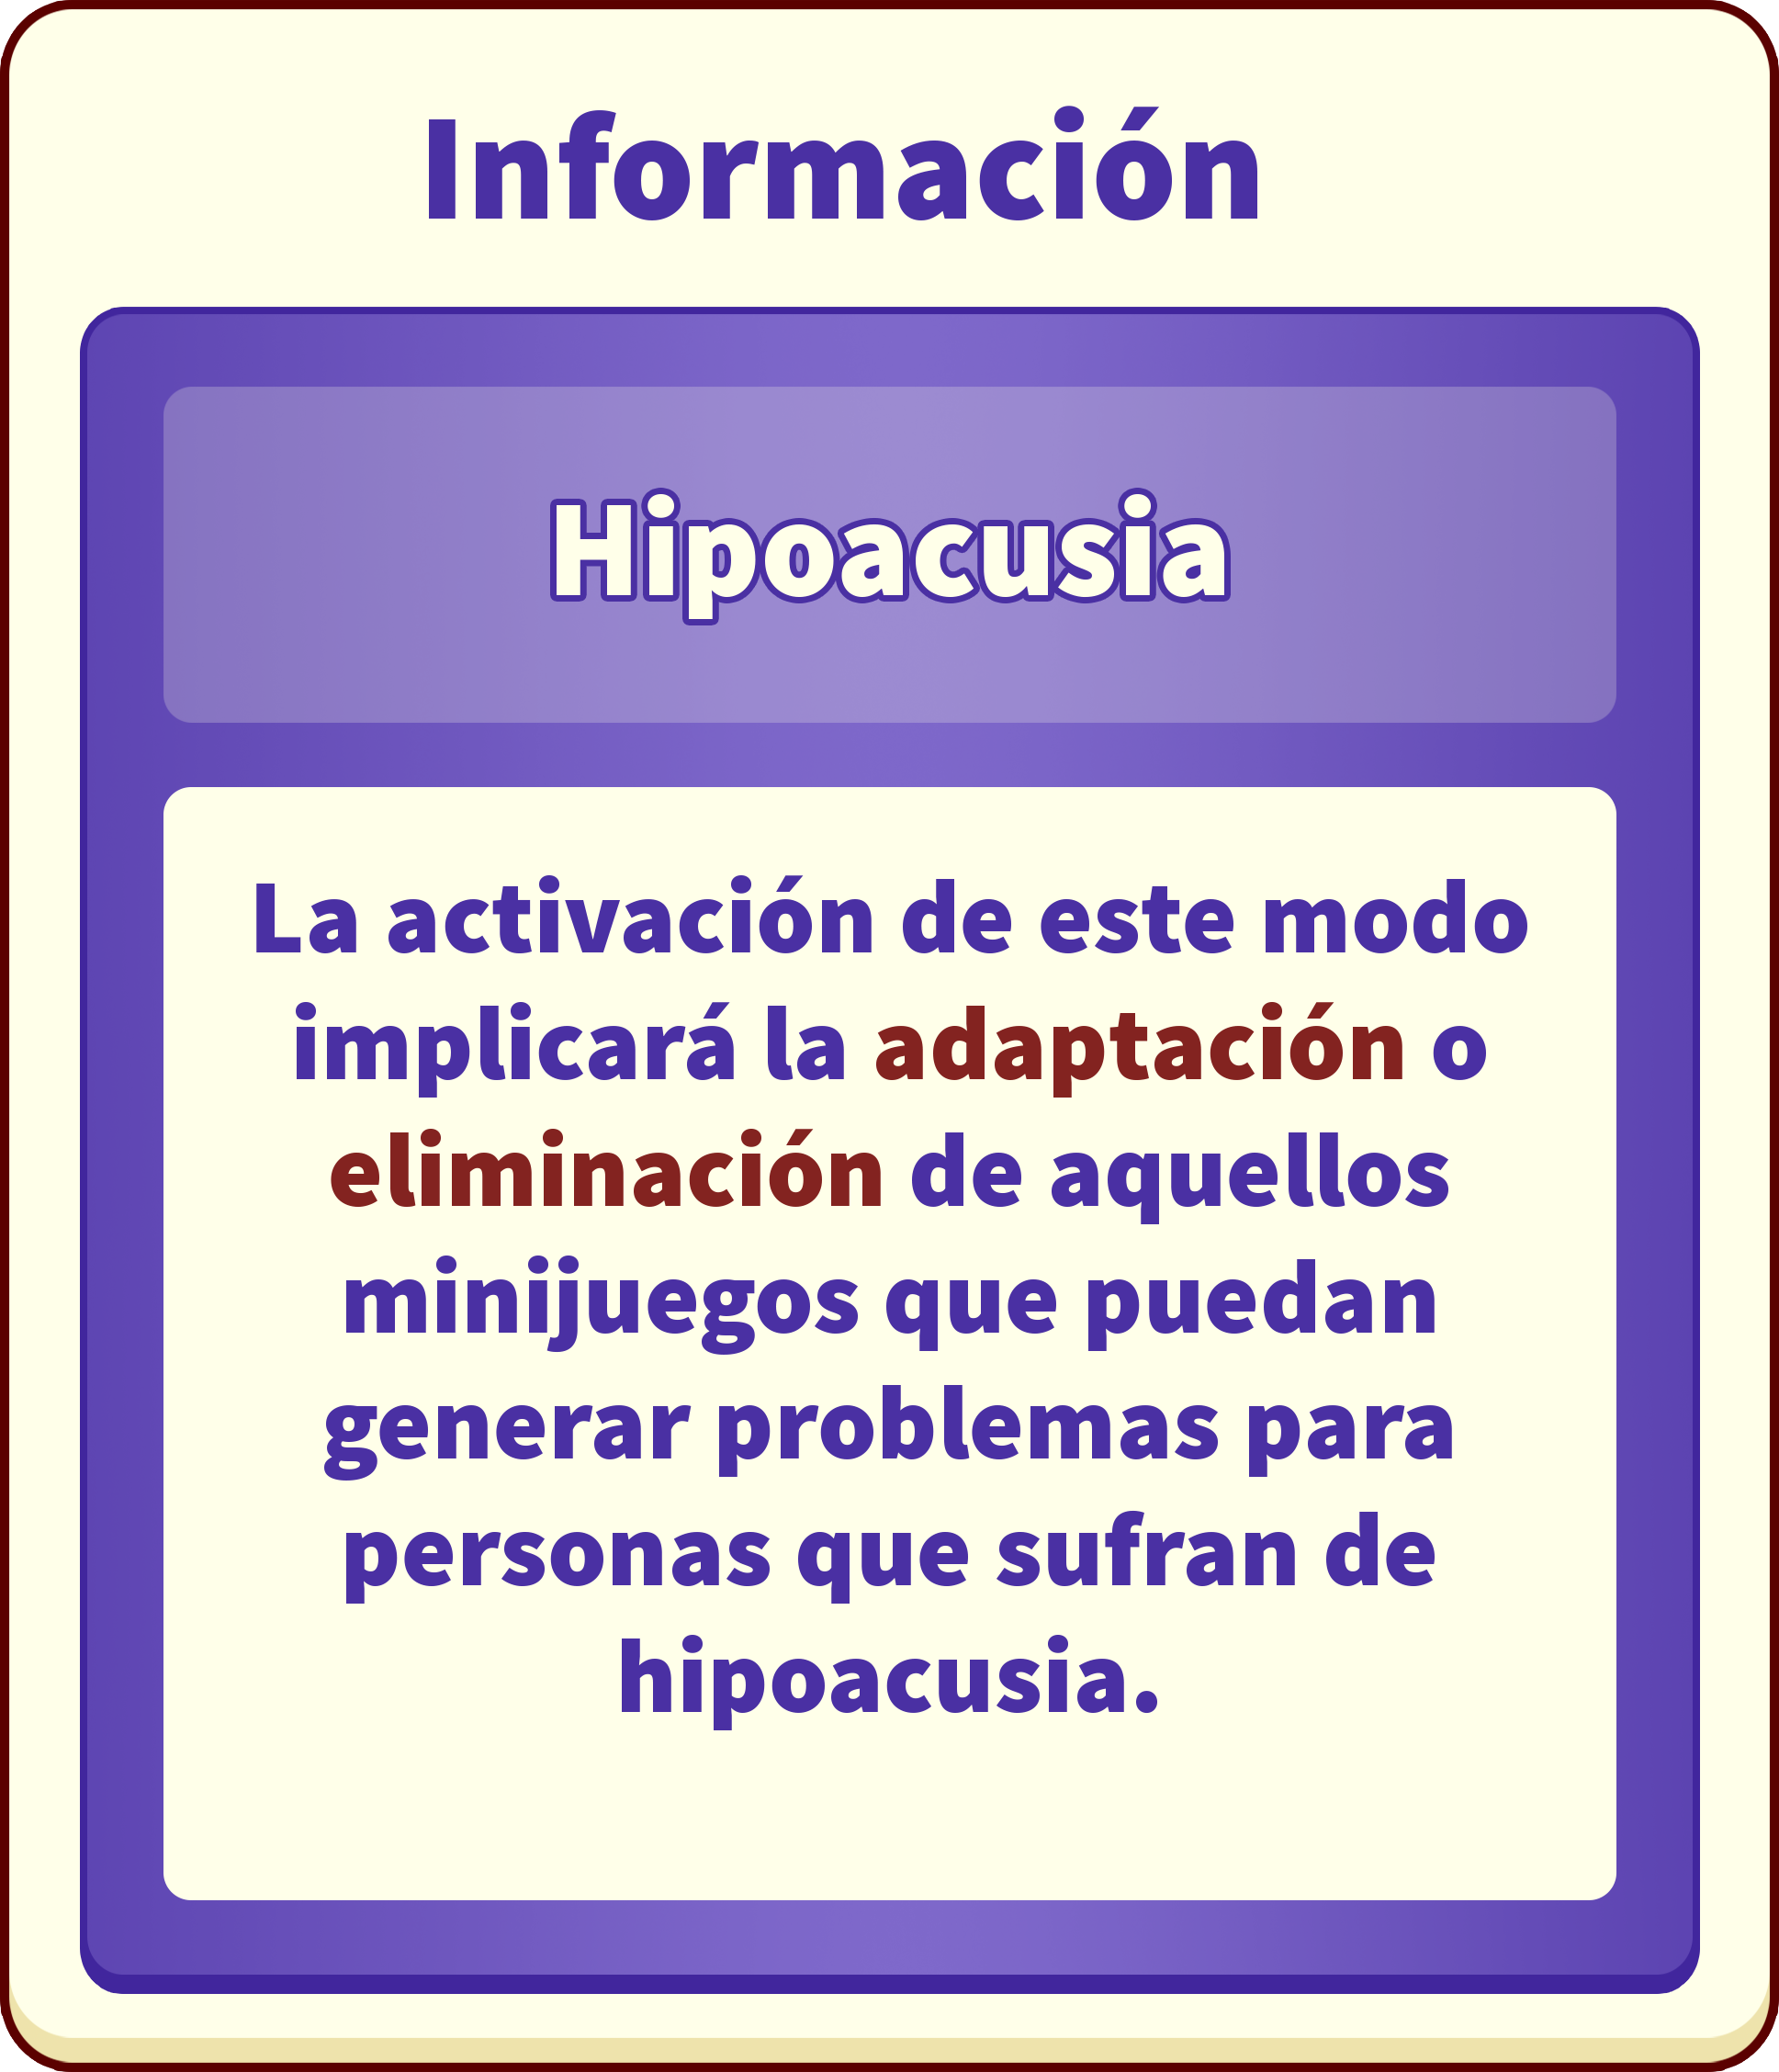 Información
Hipoacusia
La activación de este modo
implicará la adaptación o
eliminación de aquellos
minijuegos que puedan
generar problemas para
personas que sufran de
hipoacusia.